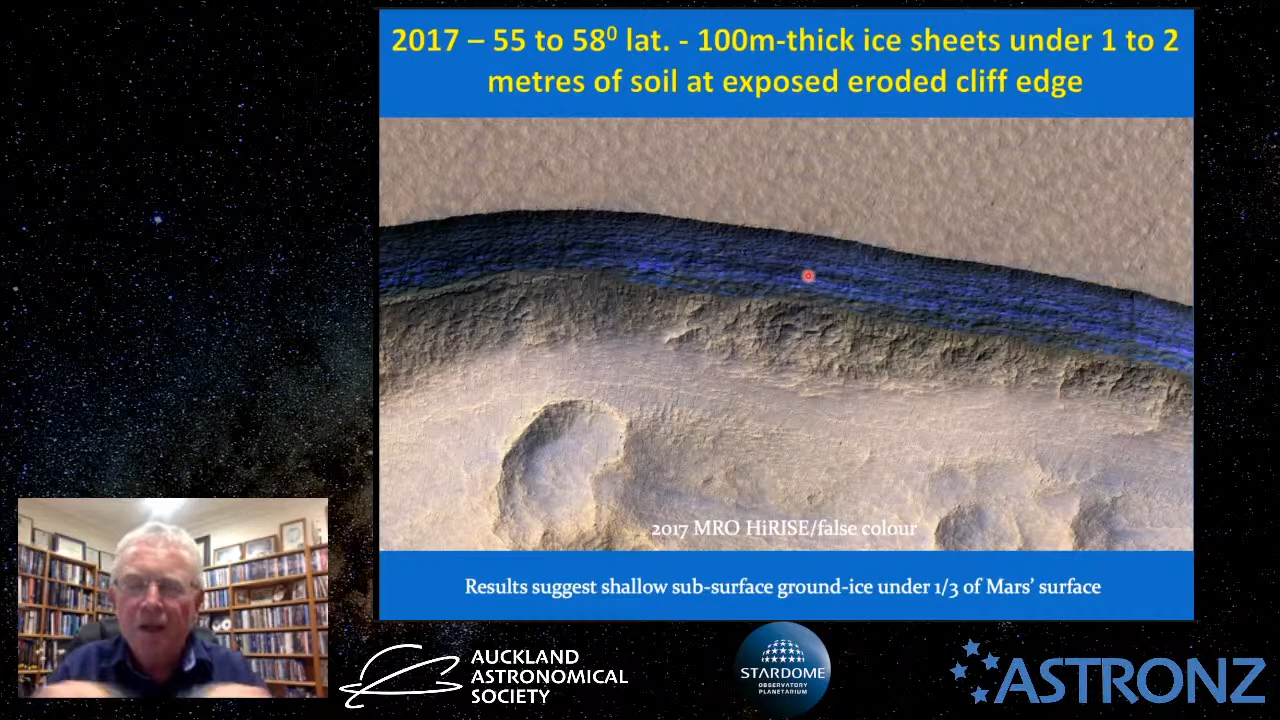 2017 – 55 to 58⁰ lat. - 100m-thick ice sheets under 1 to 2
metres of soil at exposed eroded cliff edge
2017 MRO HiRISE/false colour
Results suggest shallow sub-surface ground-ice under 1/3 of Mars' surface
AUCKLAND
ASTRONOMICAL
SOCIETY
STARDOME
OBSERVATORY
PLANETARIUM
ASTRONZ